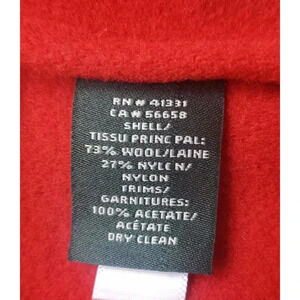 RN # 41331
CA # 56658
SHELL/
TISSU PRINC PAL:
73% WOOL/LAINE
27% NYLC N/
NYLON
TRIMS/
GARNITURES:
100% ACETATE/
ACÉTATE
DRY CLEAN